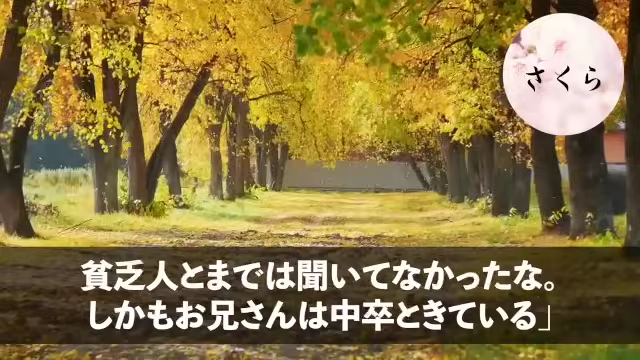 さくら
貧乏人とまでは聞いてなかったな。
しかもお兄さんは中卒ときている」